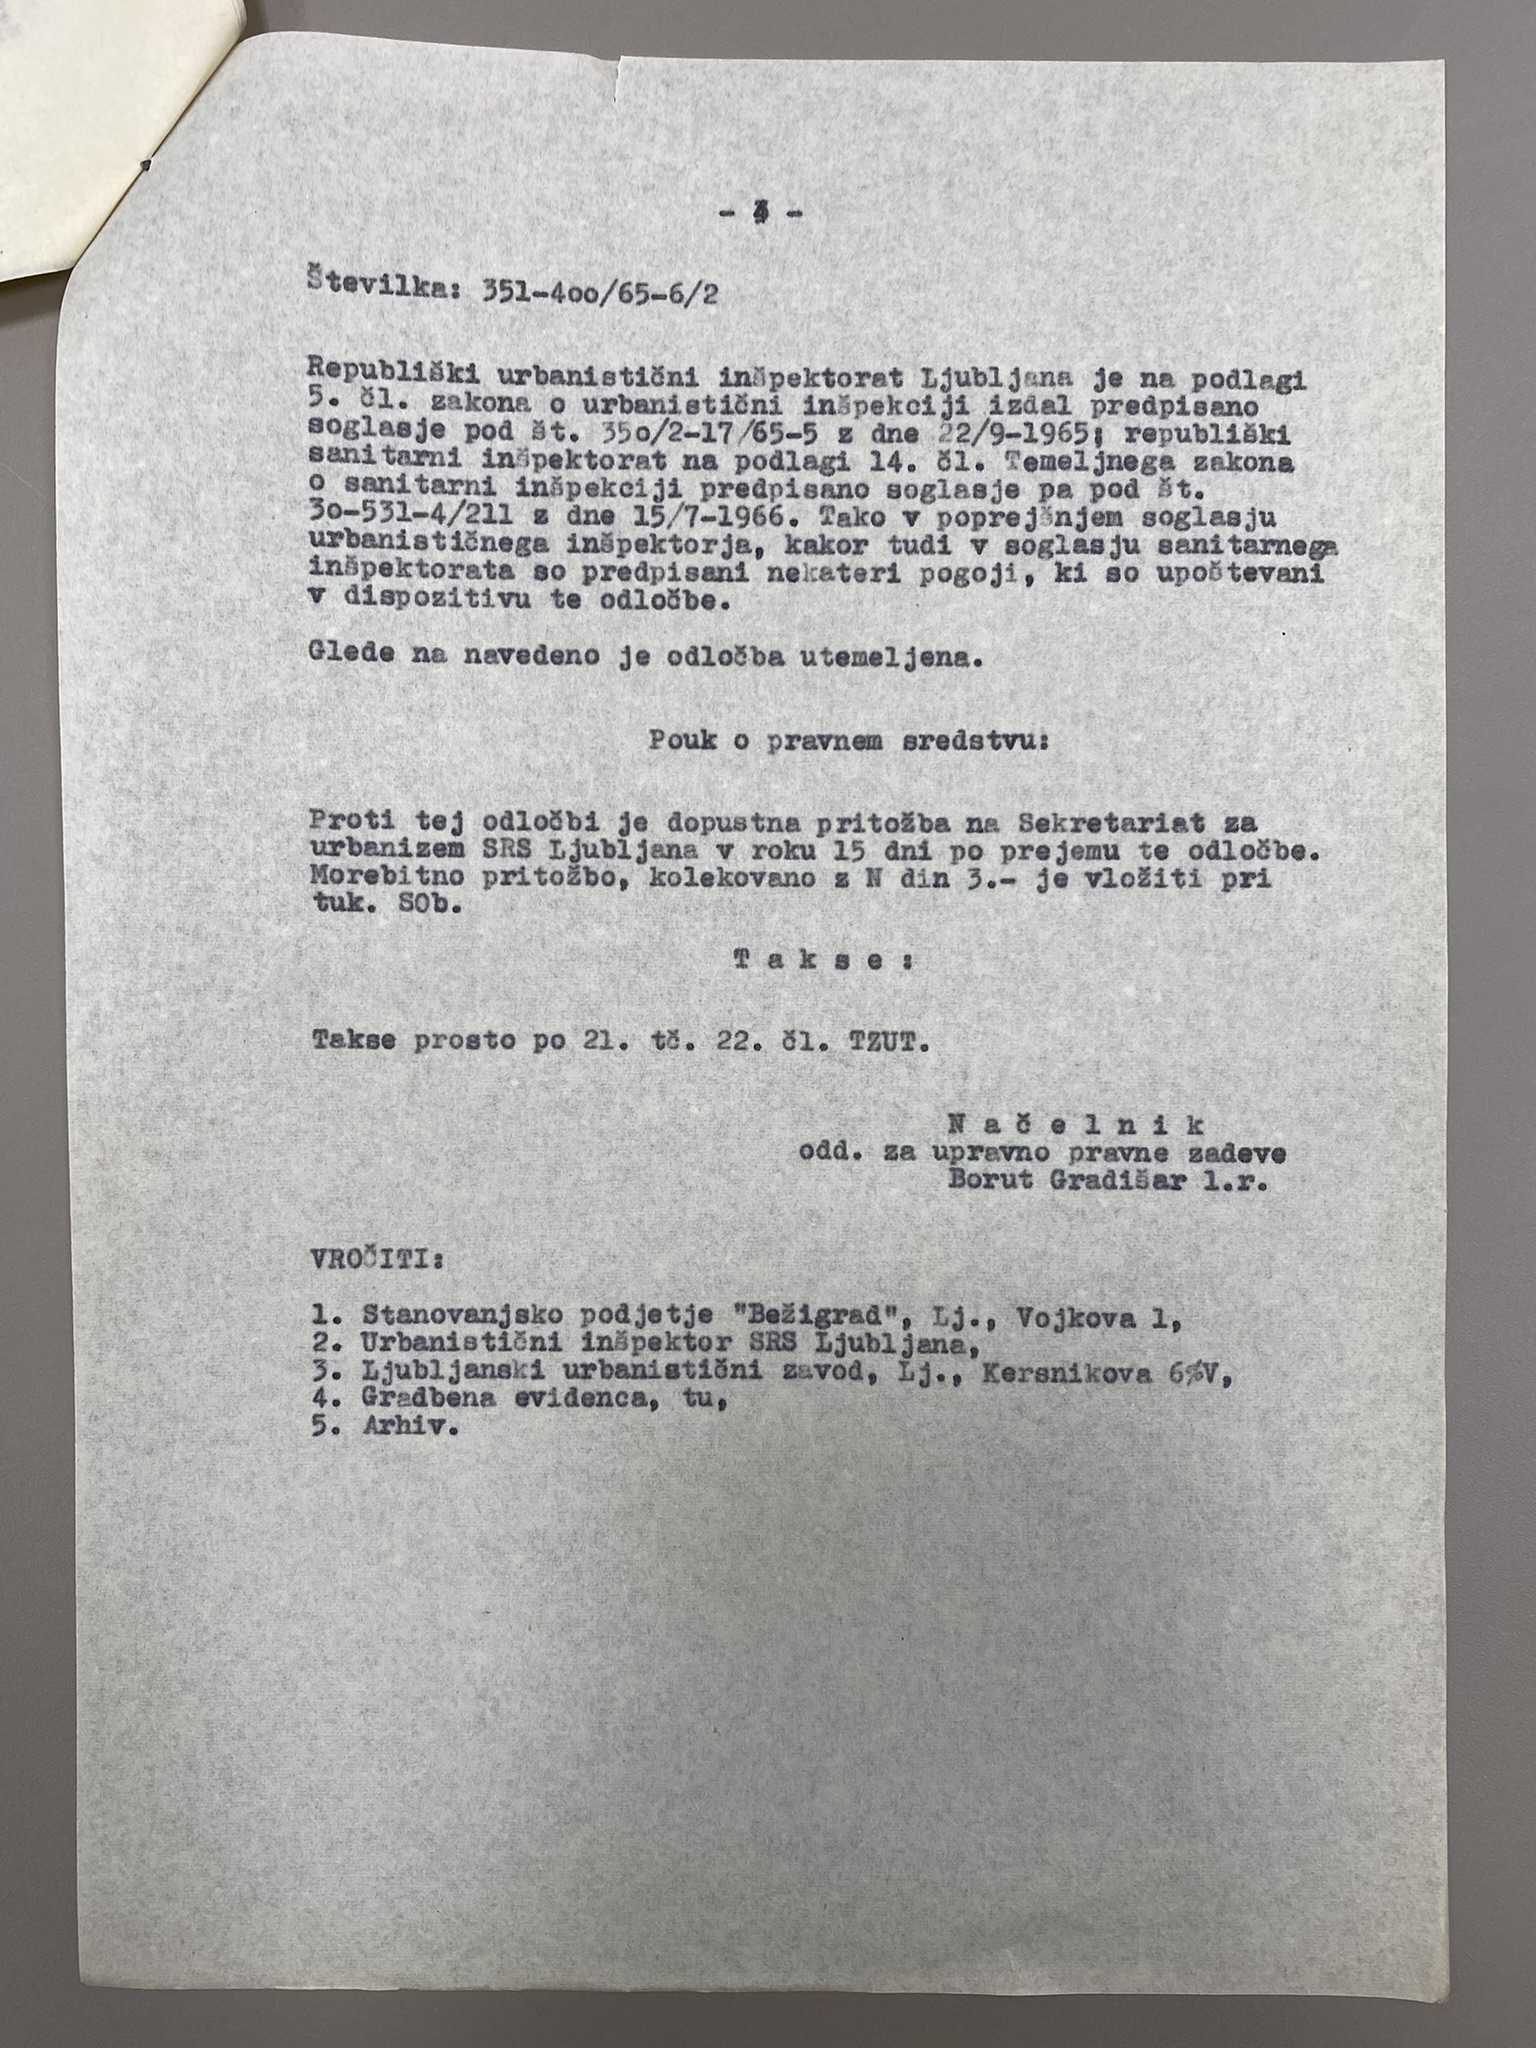 Številka: 351-4oo/65-6/2
Republiški urbanistični inšpektorat Ljubljana je na podlagi
5. čl. zakona o urbanistični inšpekciji izdal predpisano
soglasje pod št. 35o/2-17/65-5 z dne 22/9-1965; republiški
sanitarni inšpektorat na podlagi 14. čl. Temeljnega zakona
o sanitarni inšpekciji predpisano soglasje pa pod št.
3o-531-4/211 z dne 15/7-1966. Tako v poprejšnjem soglasju
urbanističnega inšpektorja, kakor tudi v soglasju sanitarnega
inšpektorata so predpisani nekateri pogoji, ki so upoštevani
v dispozitivu te odločbe.
Glede na navedeno je odločba utemeljena.
Pouk o pravnem sredstvu:
Proti tej odločbi je dopustna pritožba na Sekretariat za
urbanizem SRS Ljubljana v roku 15 dni po prejemu te odločbe.
Morebitno pritožbo, kolekovano z N din 3.- je vložiti pri
tuk. SOb.
T a k s e :
Takse prosto po 21. tč. 22. čl. TZUT.
N a č e l n i k
odd. za upravno pravne zadeve
Borut Gradišar l.r.
VROČITI:
1. Stanovanjsko podjetje "Bežigrad", Lj., Vojkova 1,
2. Urbanistični inšpektor SRS Ljubljana,
3. Ljubljanski urbanistični zavod, Lj., Kersnikova
4. Gradbena evidenca, tu,
5. Arhiv.